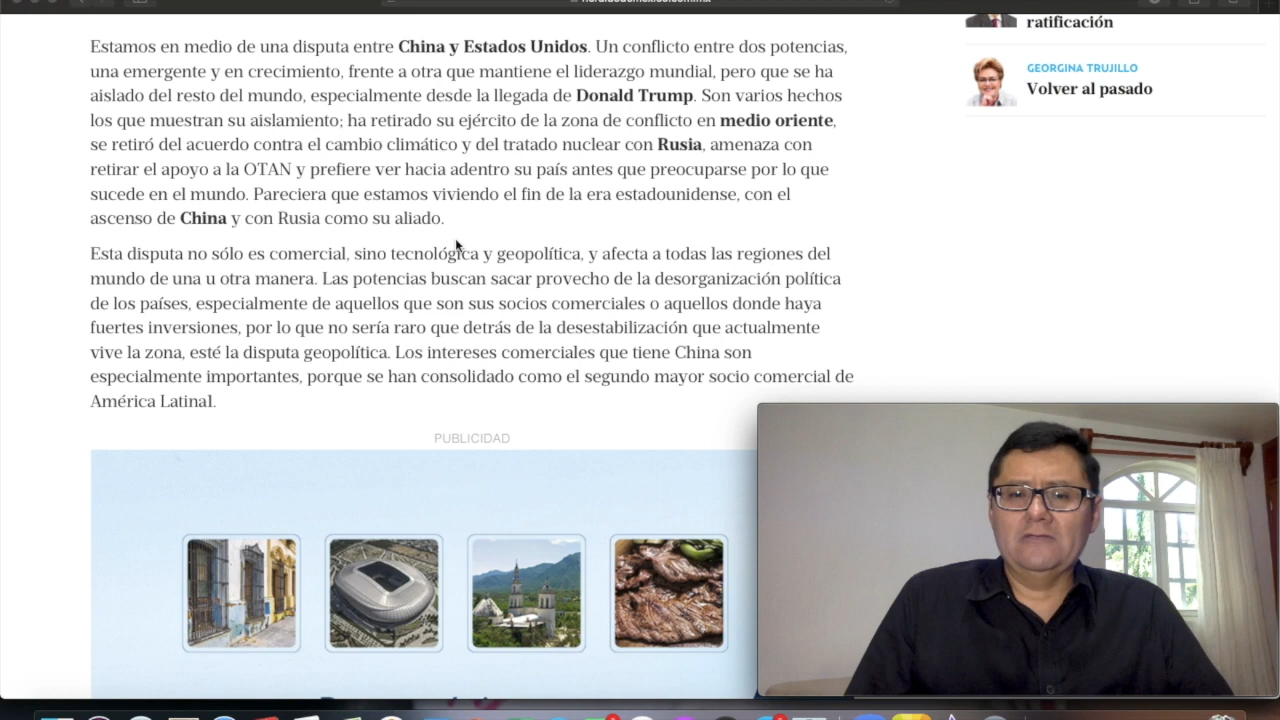 ratificación
Estamos en medio de una disputa entre China y Estados Unidos. Un conflicto entre dos potencias,
una emergente y en crecimiento, frente a otra que mantiene el liderazgo mundial, pero que se ha
aislado del resto del mundo, especialmente desde la llegada de Donald Trump. Son varios hechos
los que muestran su aislamiento; ha retirado su ejército de la zona de conflicto en medio oriente,
se retiró del acuerdo contra el cambio climático y del tratado nuclear con Rusia, amenaza con
retirar el apoyo a la OTAN y prefiere ver hacia adentro su país antes que preocuparse por lo que
sucede en el mundo. Pareciera que estamos viviendo el fin de la era estadounidense, con el
ascenso de China y con Rusia como su aliado.
Esta disputa no sólo es comercial, sino tecnológica y geopolítica, y afecta a todas las regiones del
mundo de una u otra manera. Las potencias buscan sacar provecho de la desorganización política
de los países, especialmente de aquellos que son sus socios comerciales o aquellos donde haya
fuertes inversiones, por lo que no sería raro que detrás de la desestabilización que actualmente
vive la zona, esté la disputa geopolítica. Los intereses comerciales que tiene China son
especialmente importantes, porque se han consolidado como el segundo mayor socio comercial de
América Latinal.
PUBLICIDAD
GEORGINA TRUJILLO
Volver al pasado